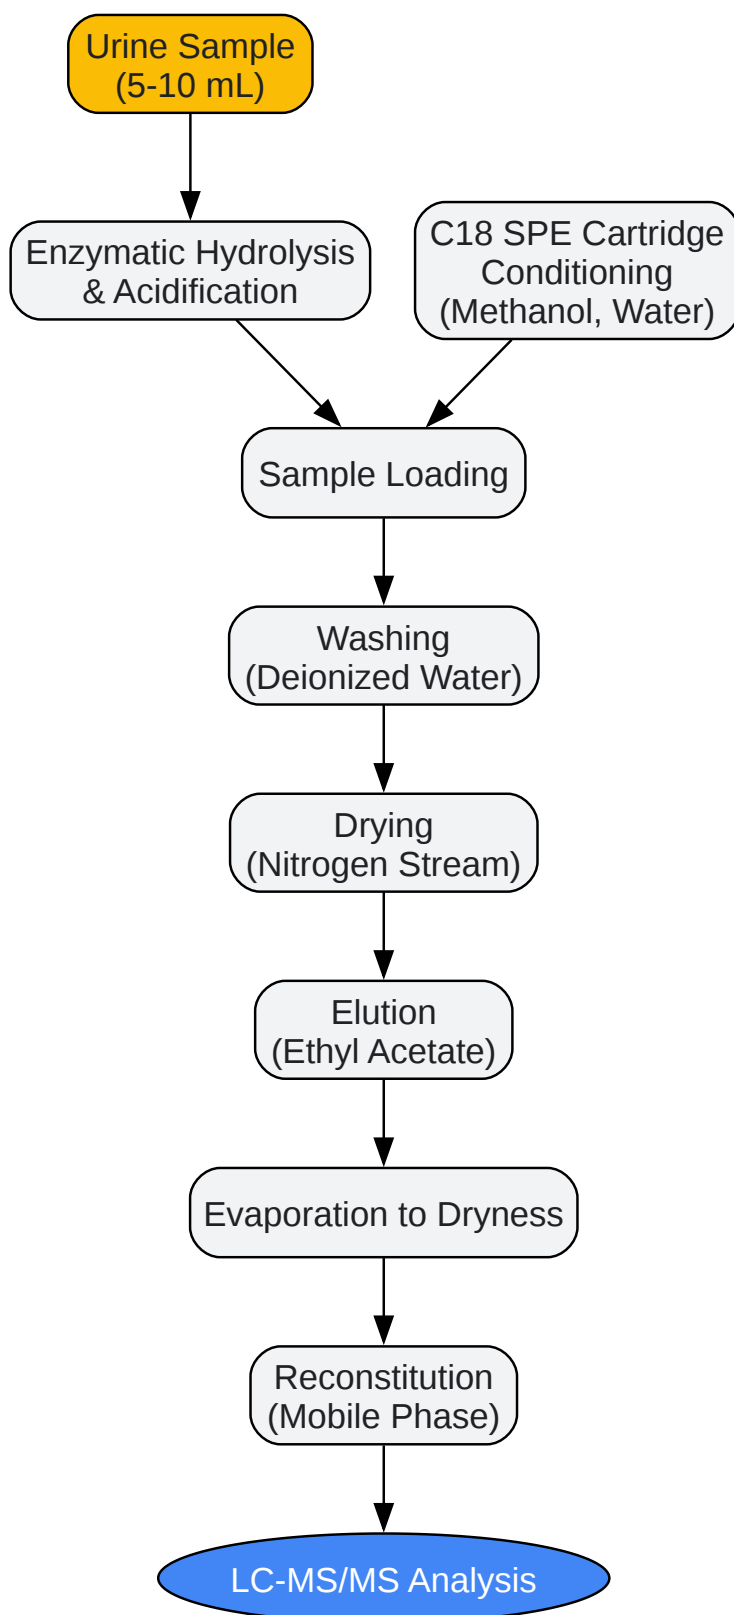 Urine Sample
(5-10 mL)
Enzymatic Hydrolysis
& Acidification
C18 SPE Cartridge
Conditioning
(Methanol, Water)
Sample Loading
Washing
(Deionized Water)
Drying
(Nitrogen Stream)
Elution
(Ethyl Acetate)
Evaporation to Dryness
Reconstitution
(Mobile Phase)
LC-MS/MS Analysis